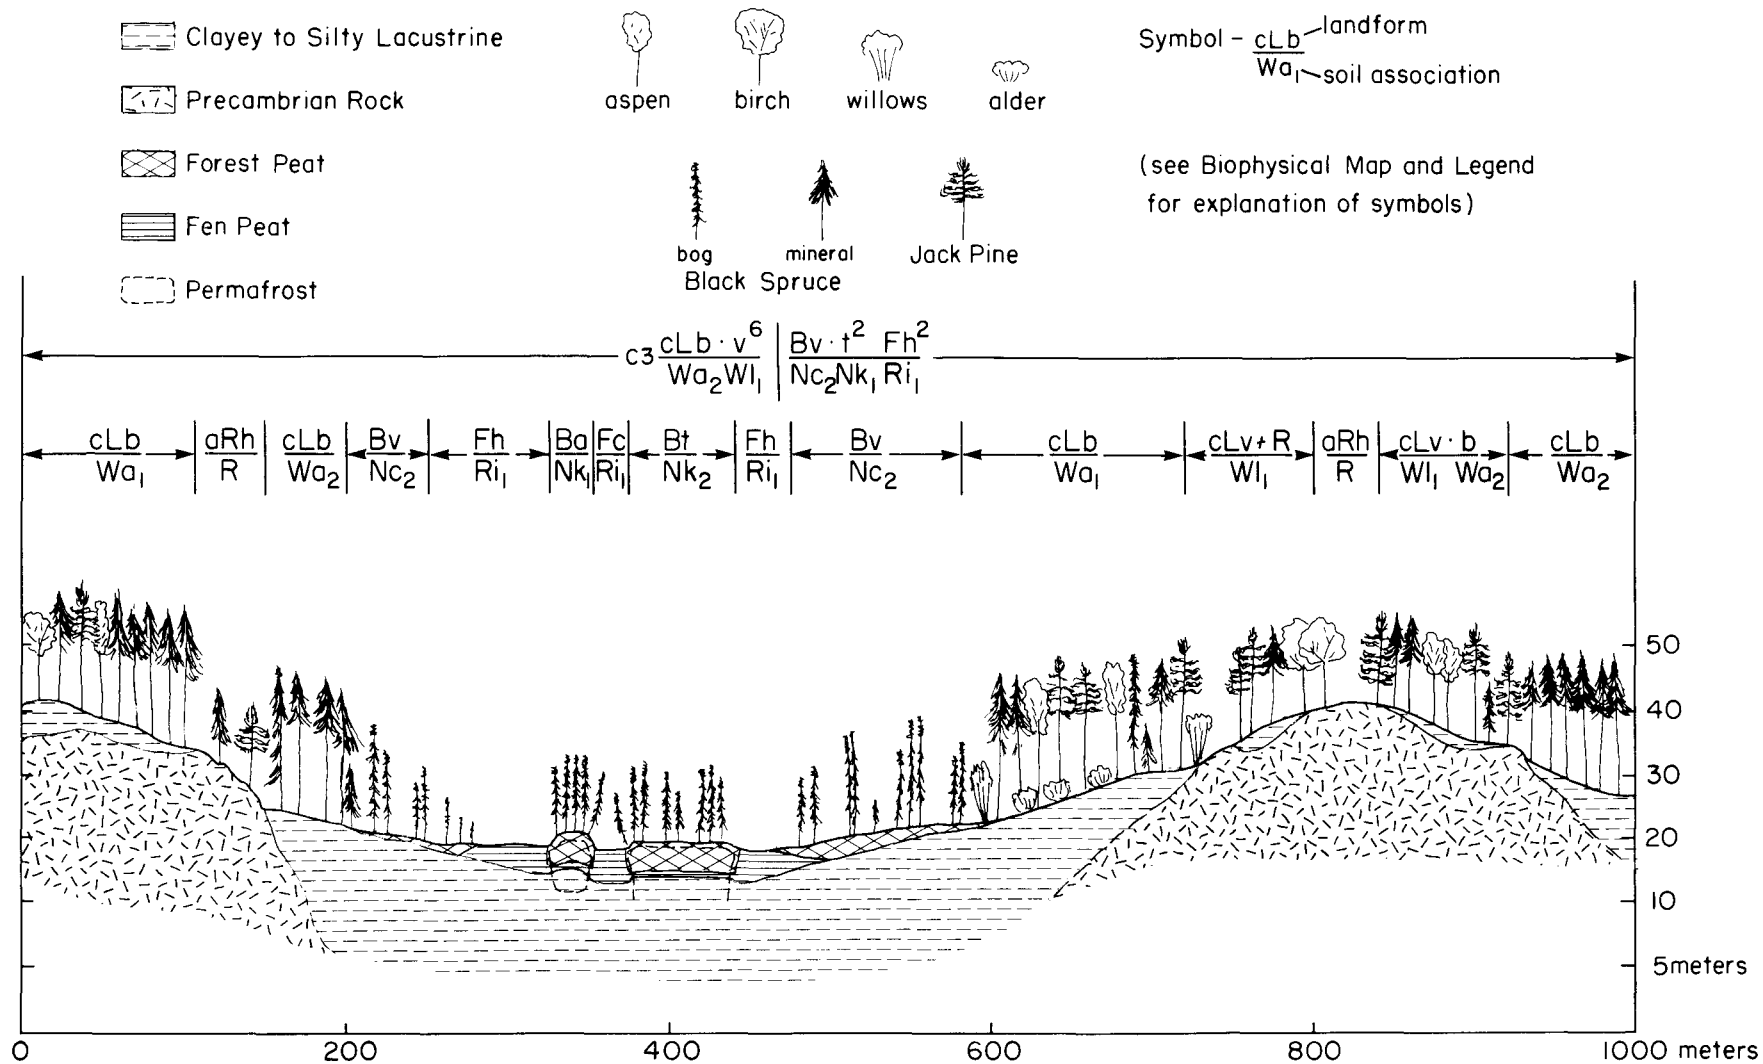 Clayey to Silty Lacustrine
Precambrian Rock
Forest Peat
Fen Peat
Permafrost
aspen birch willows alder
bog mineral Jack Pine
Black Spruce
Symbol - cLb landform
Wa₁ soil association
(see Biophysical Map and Legend
for explanation of symbols)
c3 cLb · v⁶ | Bv · t² Fh²
Wa₂Wl₁ | Nc₂Nk₁ Ri₁
cLb aRh cLb Bv Fh Ba Fc Bt Fh Bv cLb cLv+R aRh cLv · b cLb
Wa₁ R Wa₂ Nc₂ Ri₁ Nk₁ Ri₁ Nk₂ Ri₁ Nc₂ Wa₁ Wl₁ R Wl₁ Wa₂ Wa₂
50
40
30
20
10
5 meters
0 200 400 600 800 1000 meters